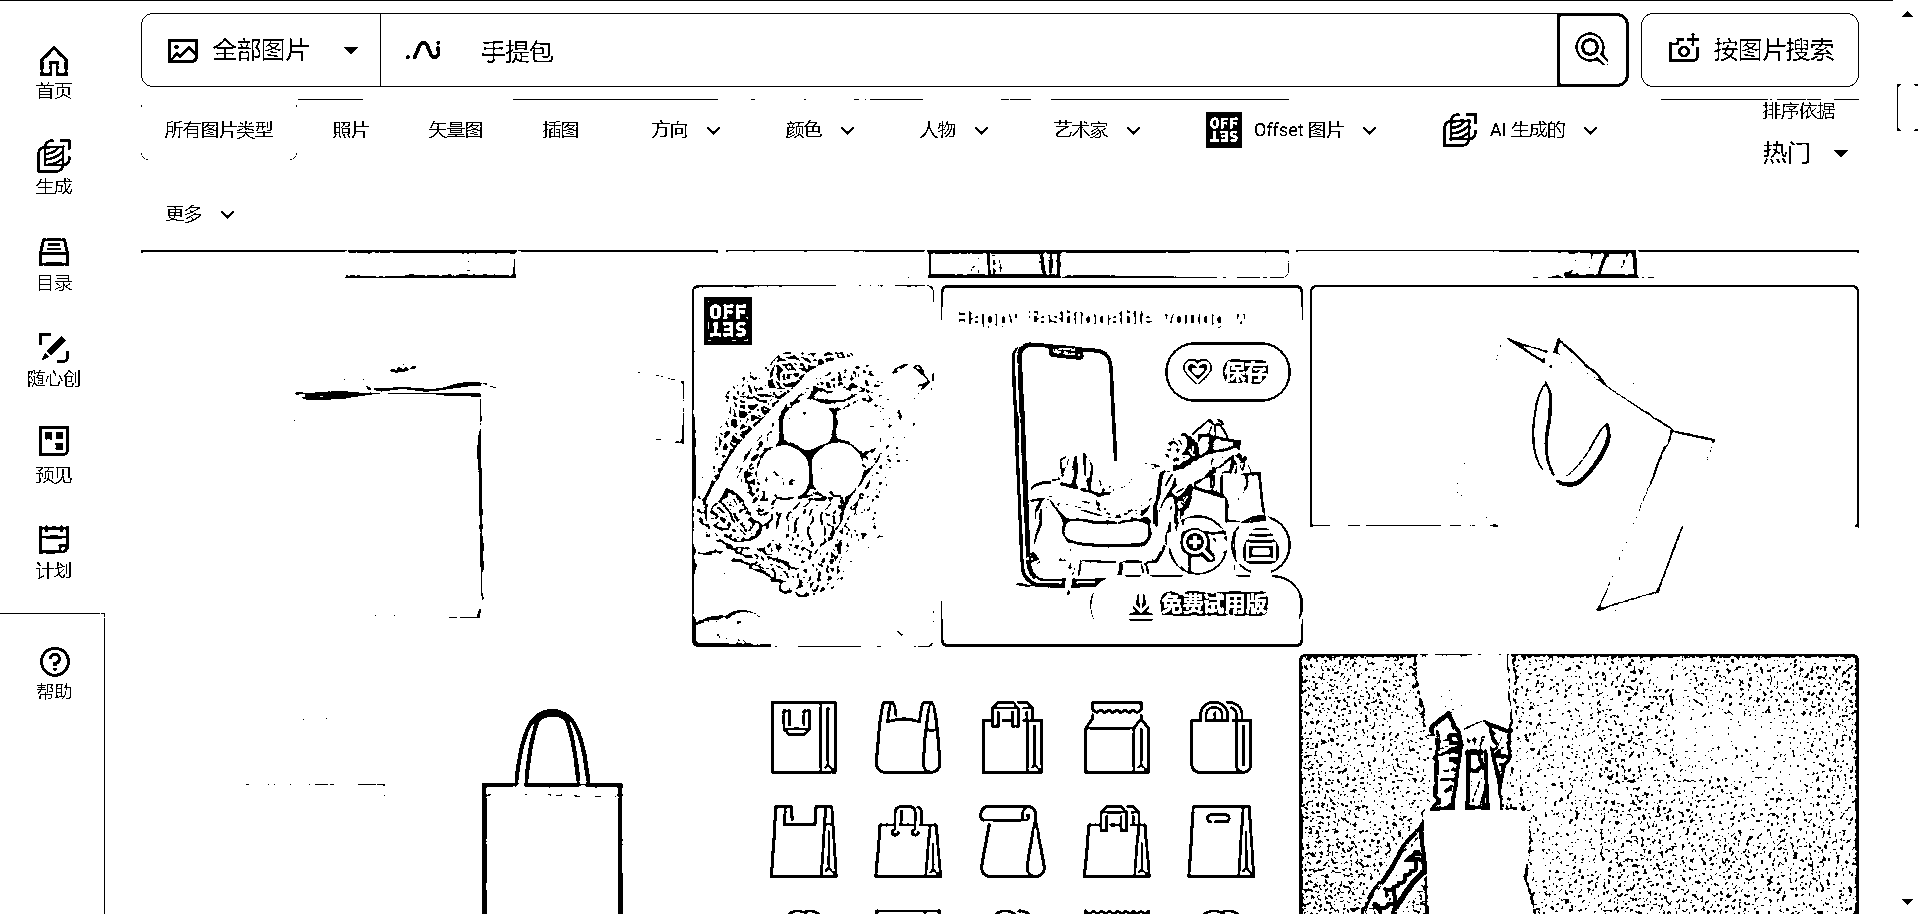 全部图片
手提包
按图片搜索
首页
生成
目录
随心创
预见
计划
帮助
所有图片类型
照片
矢量图
插图
方向
颜色
人物
艺术家
OFFSET
Offset 图片
AI 生成的
排序依据
热门
更多
OFFSET
Happy fashionable young
保存
免费试用版